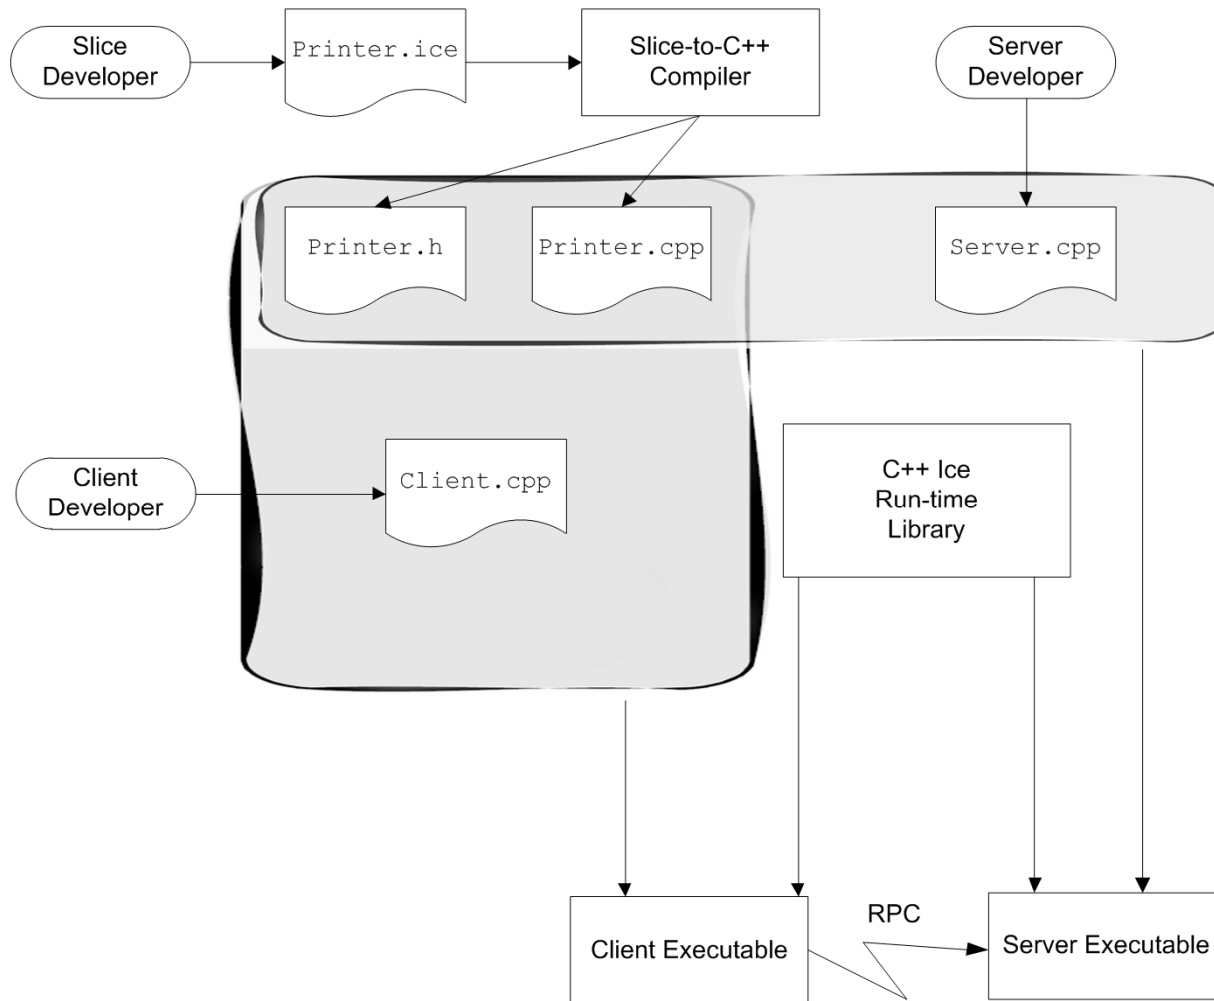 Slice
Developer
Printer.ice
Slice-to-C++
Compiler
Server
Developer
Printer.h
Printer.cpp
Server.cpp
Client
Developer
Client.cpp
C++ Ice
Run-time
Library
RPC
Client Executable
Server Executable